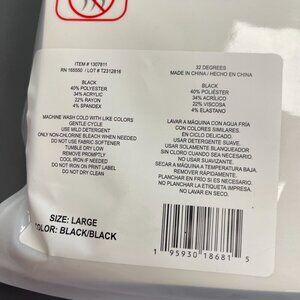 ITEM # 1307811
RN 165550 / LOT # T2312816
BLACK
40% POLYESTER
34% ACRYLIC
22% RAYON
4% SPANDEX
MACHINE WASH COLD WITH LIKE COLORS
GENTLE CYCLE
USE MILD DETERGENT
ONLY NON-CHLORINE BLEACH WHEN NEEDED
DO NOT USE FABRIC SOFTENER
TUMBLE DRY LOW
REMOVE PROMPTLY
COOL IRON IF NEEDED
DO NOT IRON PRINT
DO NOT DRY CLEAN
32 DEGREES
MADE IN CHINA / HECHO EN CHINA
BLACK
40% POLIÉSTER
34% ACRÍLICO
22% VISCOSA
4% ELASTANO
LAVAR A MÁQUINA CON AGUA FRÍA
CON COLORES SIMILARES.
EN CICLO DELICADO.
USAR DETERGENTE SUAVE.
USAR SOLAMENTE BLANQUEADOR
SIN CLORO CUANDO SEA NECESARIO.
NO USAR SUAVIZANTE.
SECAR A MÁQUINA A TEMPERATURA BAJA.
REMOVER RÁPIDAMENTE.
PLANCHAR EN FRÍO SI ES NECESARIO.
NO PLANCHAR LA ETIQUETA IMPRESA.
NO LAVAR EN SECO.
SIZE: LARGE
COLOR: BLACK/BLACK
1 95930 18681 5